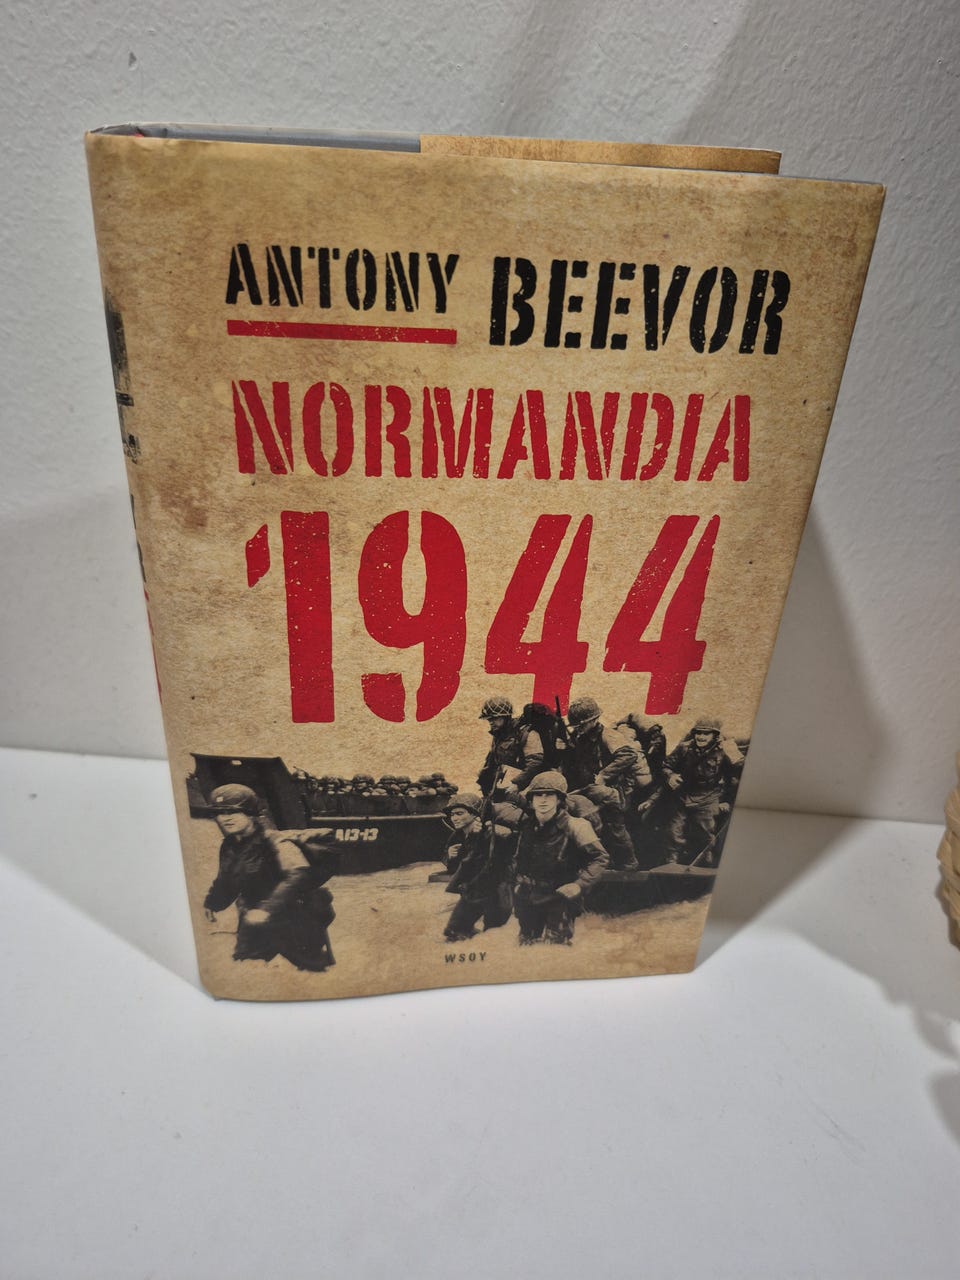 ANTONY BEEVOR
NORMANDIA
1944
A13-13
WSOY